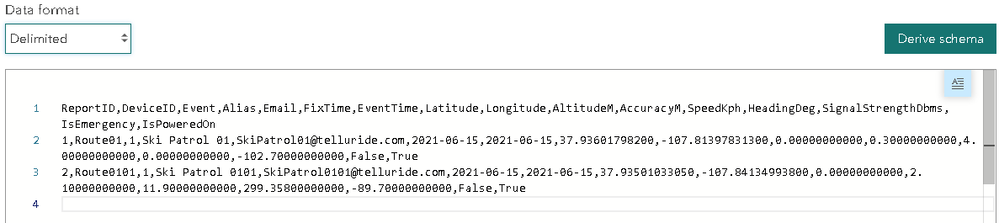 Data format
Delimited
Derive schema
1 ReportID,DeviceID,Event,Alias,Email,FixTime,EventTime,Latitude,Longitude,AltitudeM,AccuracyM,SpeedKph,HeadingDeg,SignalStrengthDbms,
IsEmergency,IsPoweredOn
2 1,Route01,1,Ski Patrol 01,SkiPatrol01@telluride.com,2021-06-15,2021-06-15,37.93601798200,-107.81397831300,0.00000000000,0.30000000000,4.
00000000000,0.00000000000,-102.70000000000,False,True
3 2,Route0101,1,Ski Patrol 0101,SkiPatrol0101@telluride.com,2021-06-15,2021-06-15,37.93501033050,-107.84134993800,0.00000000000,2.
10000000000,11.90000000000,299.35800000000,-89.70000000000,False,True
4